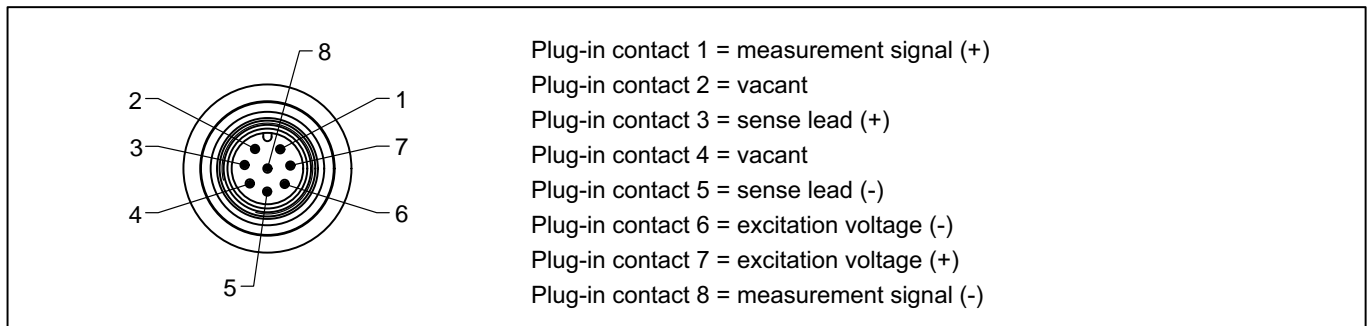 8
2
1
3
7
4
6
5
Plug-in contact 1 = measurement signal (+)
Plug-in contact 2 = vacant
Plug-in contact 3 = sense lead (+)
Plug-in contact 4 = vacant
Plug-in contact 5 = sense lead (-)
Plug-in contact 6 = excitation voltage (-)
Plug-in contact 7 = excitation voltage (+)
Plug-in contact 8 = measurement signal (-)